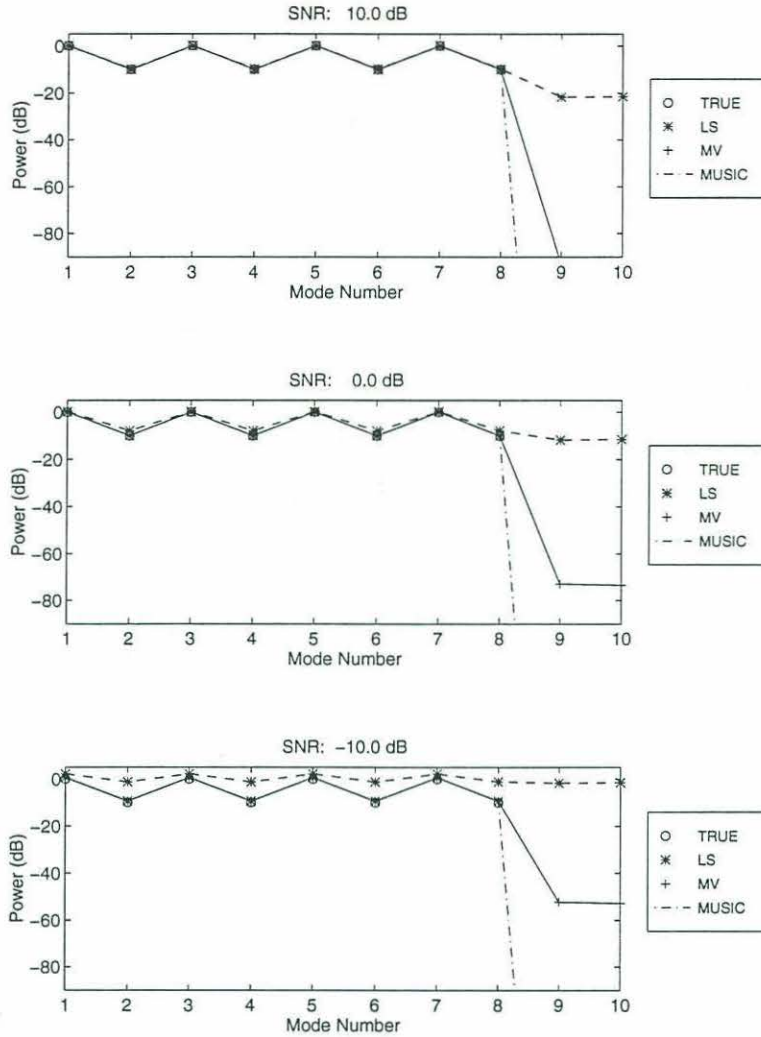 SNR: 10.0 dB
0
−20
−40
−60
−80
Power (dB)
1 2 3 4 5 6 7 8 9 10
Mode Number
TRUE
LS
MV
MUSIC
SNR: 0.0 dB
0
−20
−40
−60
−80
Power (dB)
1 2 3 4 5 6 7 8 9 10
Mode Number
TRUE
LS
MV
MUSIC
SNR: −10.0 dB
0
−20
−40
−60
−80
Power (dB)
1 2 3 4 5 6 7 8 9 10
Mode Number
TRUE
LS
MV
MUSIC